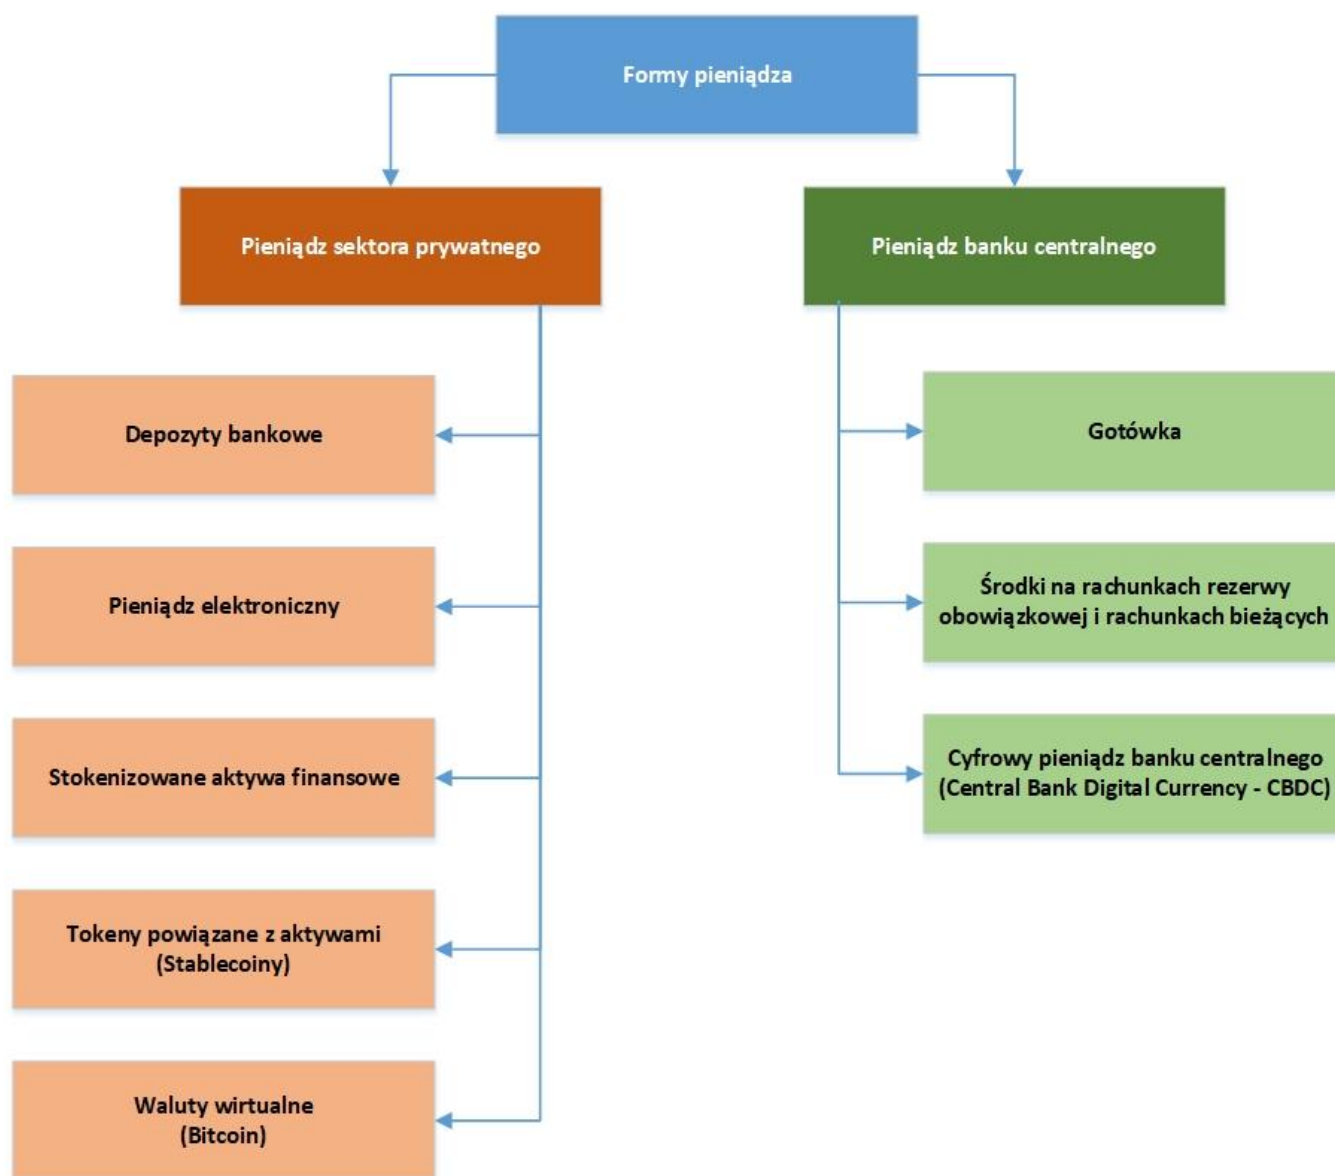 Formy pieniądza
Pieniądz sektora prywatnego
Pieniądz banku centralnego
Depozyty bankowe
Pieniądz elektroniczny
Stokenizowane aktywa finansowe
Tokeny powiązane z aktywami
(Stablecoiny)
Waluty wirtualne
(Bitcoin)
Gotówka
Środki na rachunkach rezerwy
obowiązkowej i rachunkach bieżących
Cyfrowy pieniądz banku centralnego
(Central Bank Digital Currency - CBDC)